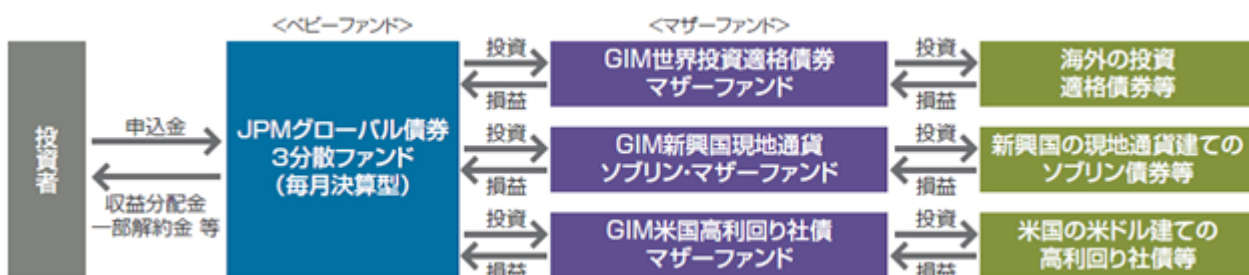 <ベビーファンド>
<マザーファンド>
投資者
申込金
収益分配金
一部解約金 等
JPMグローバル債券
3分散ファンド
(毎月決算型)
投資
損益
GIM世界投資適格債券
マザーファンド
投資
損益
海外の投資
適格債券等
投資
損益
GIM新興国現地通貨
ソブリン・マザーファンド
投資
損益
新興国の現地通貨建ての
ソブリン債券等
投資
損益
GIM米国高利回り社債
マザーファンド
投資
損益
米国の米ドル建ての
高利回り社債等